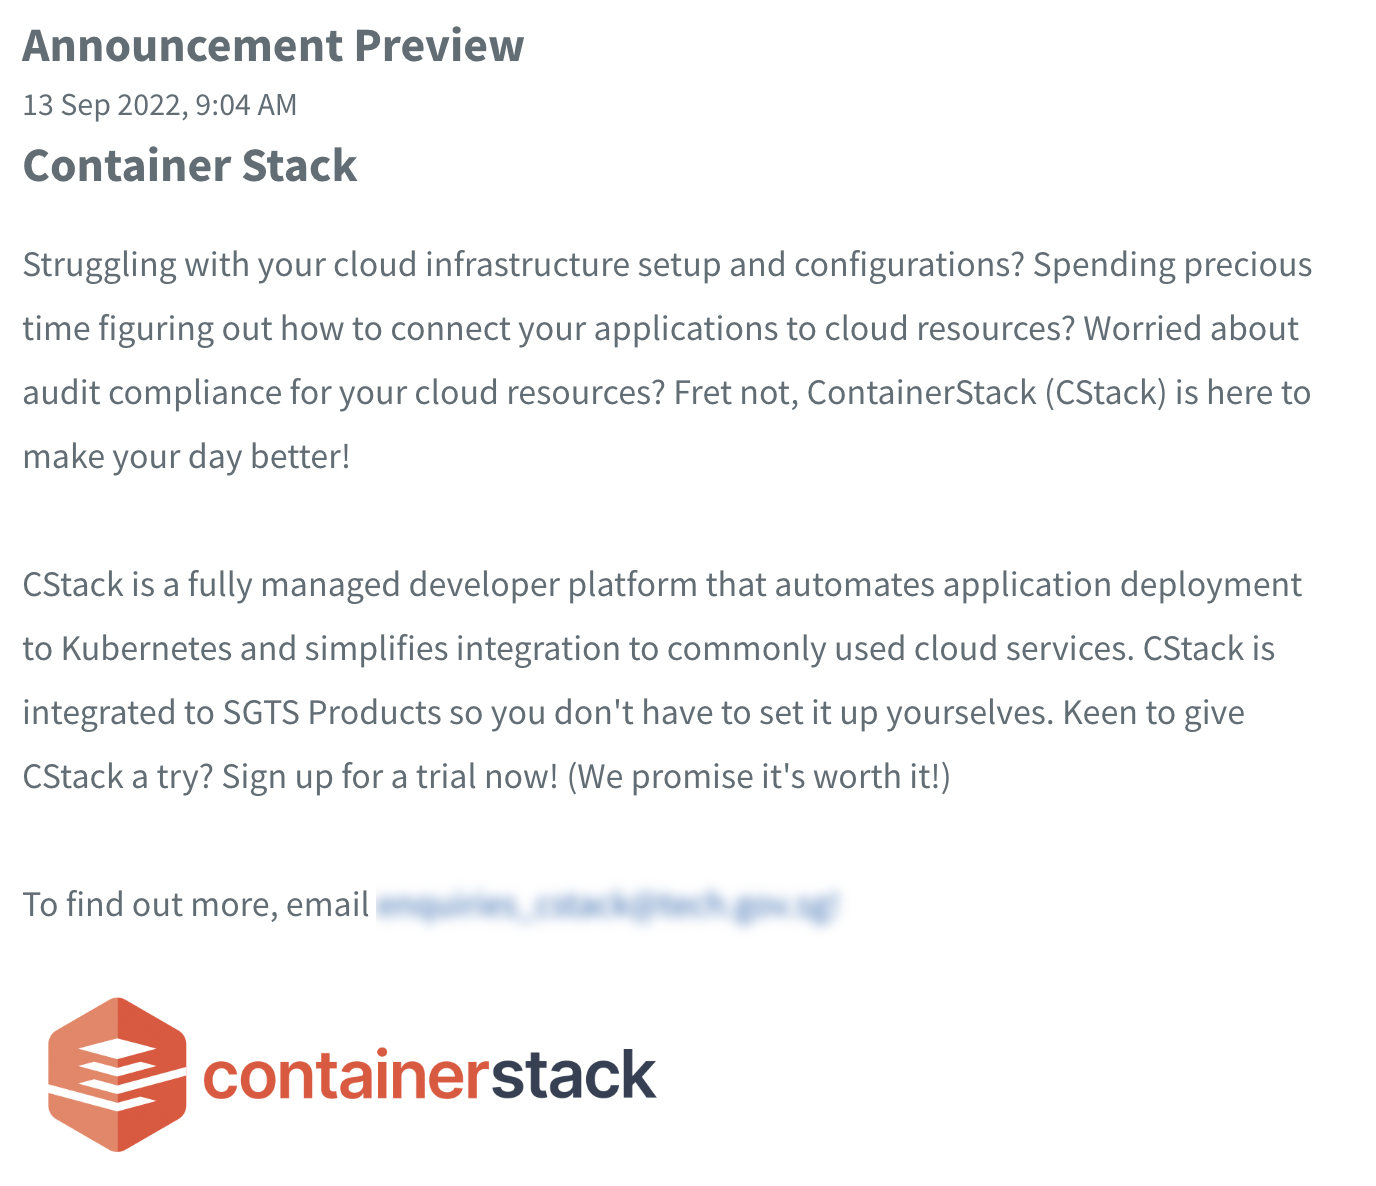 Announcement Preview
13 Sep 2022, 9:04 AM
Container Stack
Struggling with your cloud infrastructure setup and configurations? Spending precious
time figuring out how to connect your applications to cloud resources? Worried about
audit compliance for your cloud resources? Fret not, ContainerStack (CStack) is here to
make your day better!
CStack is a fully managed developer platform that automates application deployment
to Kubernetes and simplifies integration to commonly used cloud services. CStack is
integrated to SGTS Products so you don't have to set it up yourselves. Keen to give
CStack a try? Sign up for a trial now! (We promise it's worth it!)
To find out more, email
containerstack